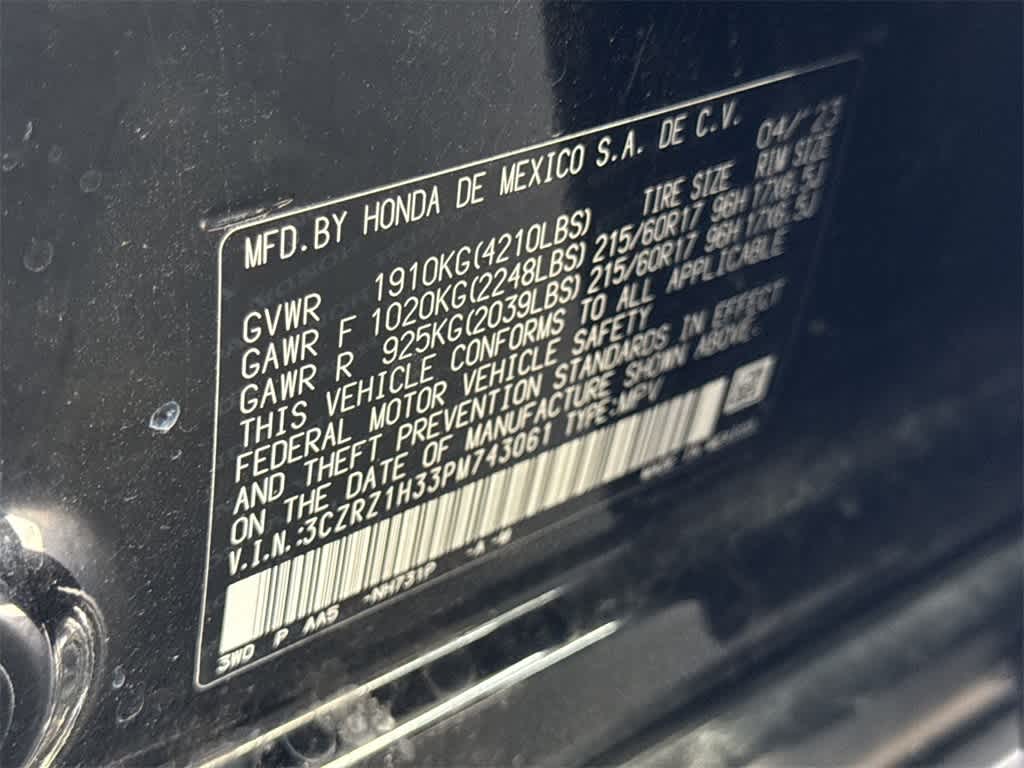 MFD.BY HONDA DE MEXICO S.A. DE C.V. 04/'23
GVWR 1910KG(4210LBS) TIRE SIZE RIM SIZE
GAWR F 1020KG(2248LBS) 215/60R17 96H 17X6.5J
GAWR R 925KG(2039LBS) 215/60R17 96H 17X6.5J
THIS VEHICLE CONFORMS TO ALL APPLICABLE
FEDERAL MOTOR VEHICLE SAFETY
AND THEFT PREVENTION STANDARDS IN EFFECT
ON THE DATE OF MANUFACTURE SHOWN ABOVE.
V.I.N.:3CZRZ1H33PM743061 TYPE:MPV
3WO P AA5 -NH731P -A -B